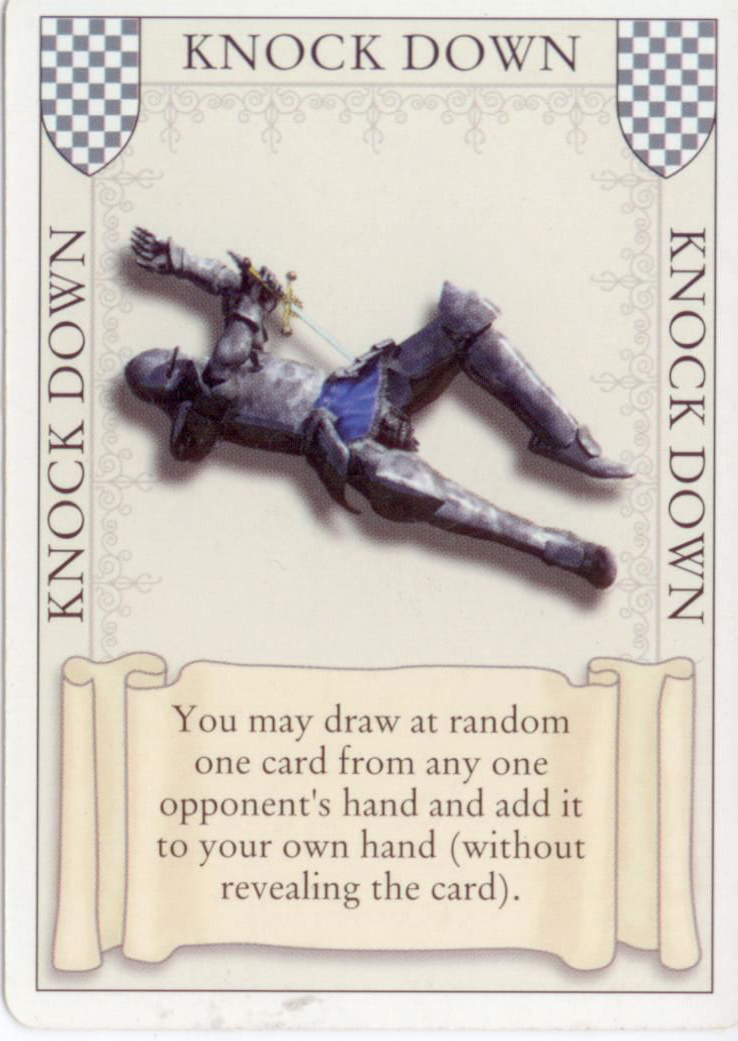 KNOCK DOWN
KNOCK DOWN
KNOCK DOWN
You may draw at random
one card from any one
opponent's hand and add it
to your own hand (without
revealing the card).